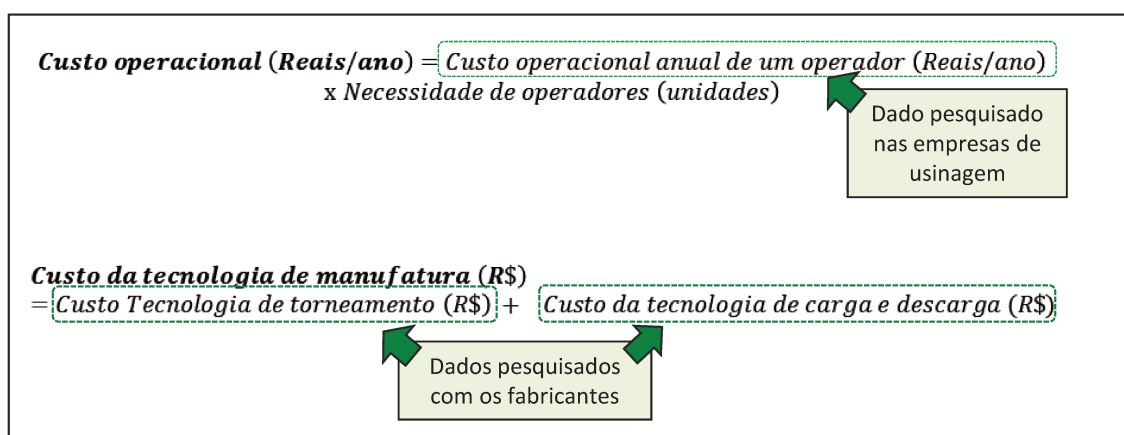 Custo operacional (Reais/ano) = Custo operacional anual de um operador (Reais/ano)
x Necessidade de operadores (unidades)
Dado pesquisado
nas empresas de
usinagem
Custo da tecnologia de manufatura (R$)
= Custo Tecnologia de torneamento (R$) + Custo da tecnologia de carga e descarga (R$)
Dados pesquisados
com os fabricantes